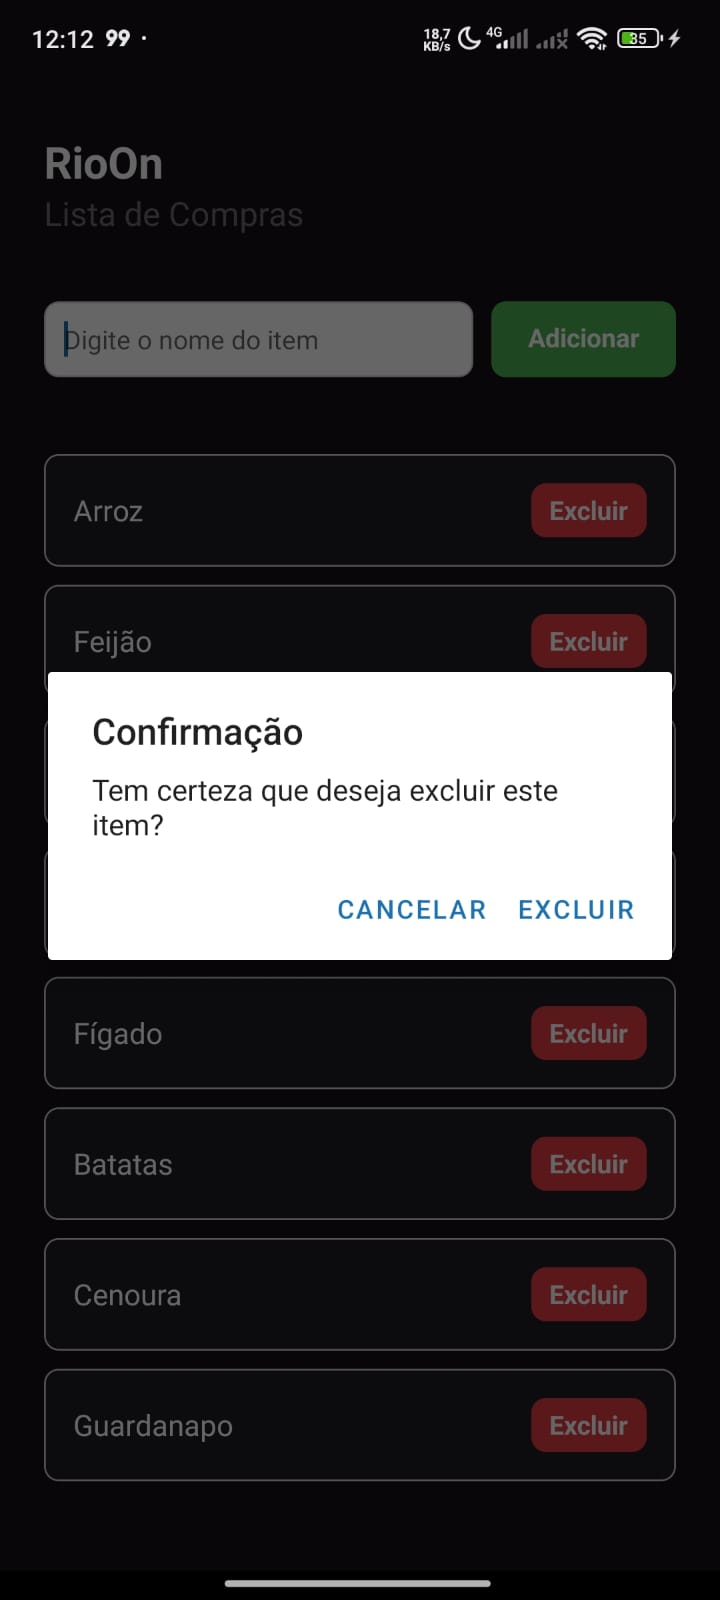 12:12 99 ·
18,7
KB/s
4G
35
RioOn
Lista de Compras
Digite o nome do item
Adicionar
Arroz
Excluir
Feijão
Excluir
Confirmação
Tem certeza que deseja excluir este
item?
CANCELAR EXCLUIR
Fígado
Excluir
Batatas
Excluir
Cenoura
Excluir
Guardanapo
Excluir